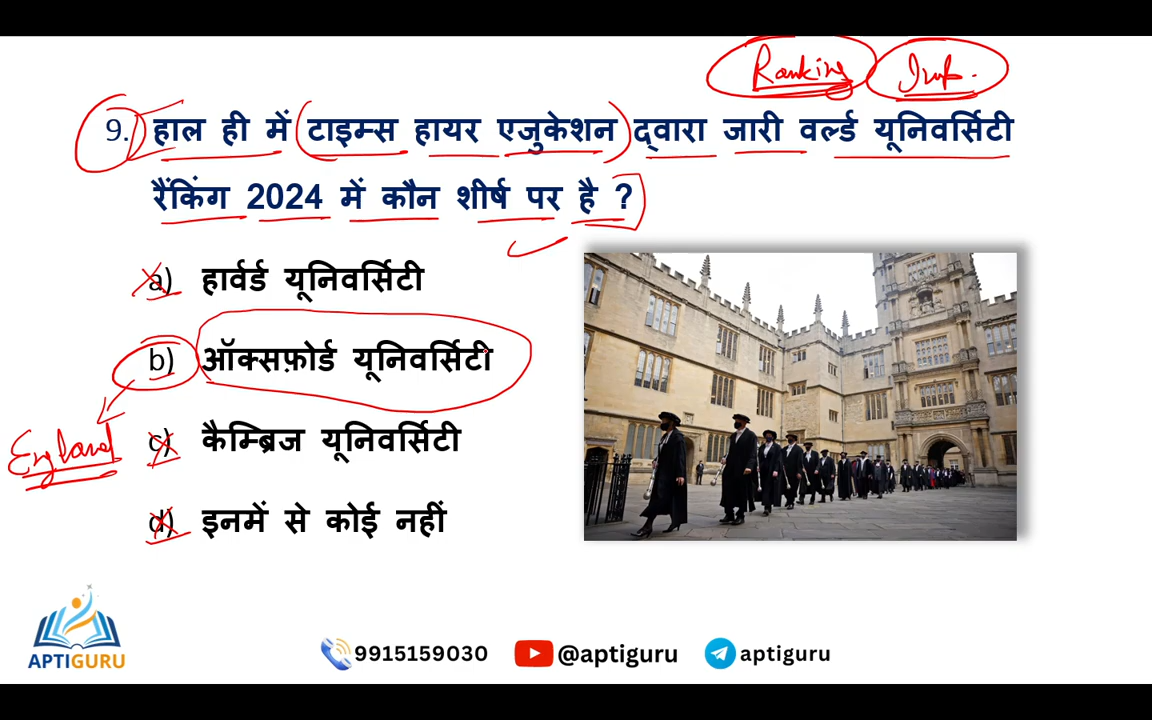 Ranking Imp.
9. हाल ही में टाइम्स हायर एजुकेशन द्वारा जारी वर्ल्ड यूनिवर्सिटी
रैंकिंग 2024 में कौन शीर्ष पर है ?
a) हार्वर्ड यूनिवर्सिटी
b) ऑक्सफ़ोर्ड यूनिवर्सिटी
England
c) कैम्ब्रिज यूनिवर्सिटी
d) इनमें से कोई नहीं
APTIGURU
9915159030 @aptiguru aptiguru